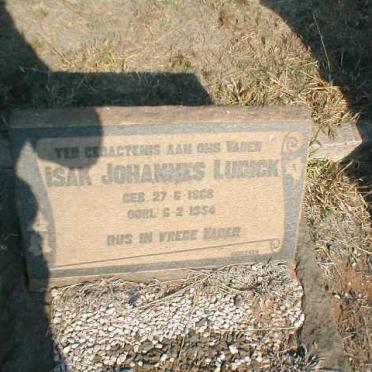 TER GEDACTENIS AAN ONS VADER
ISAK JOHANNES LUDICK
GEB 27-6-1868
OORL 6-2-1954
RUS IN VREDE VADER